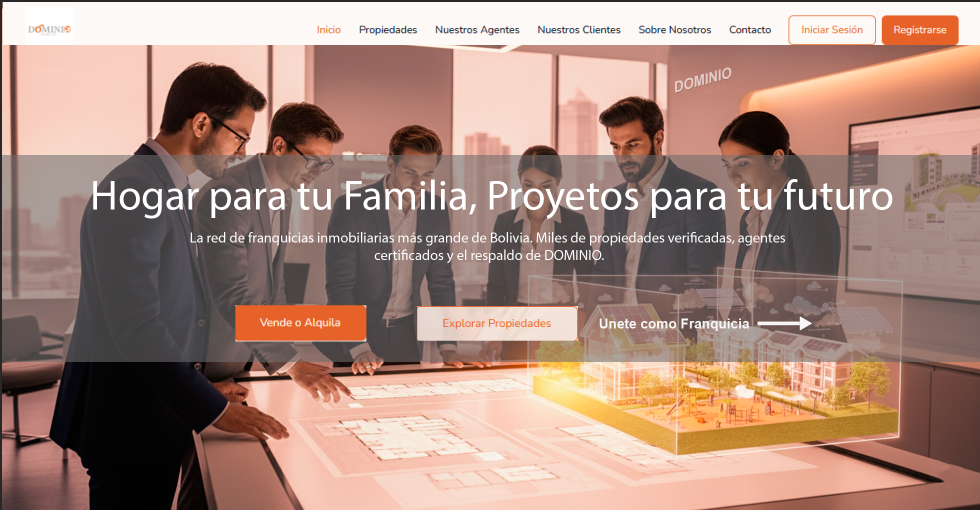 DOMINIO
Inicio
Propiedades
Nuestros Agentes
Nuestros Clientes
Sobre Nosotros
Contacto
Iniciar Sesión
Registrarse
DOMINIO
Hogar para tu Familia, Proyetos para tu futuro
La red de franquicias inmobiliarias más grande de Bolivia. Miles de propiedades verificadas, agentes
certificados y el respaldo de DOMINIO.
Vende o Alquila
Explorar Propiedades
Unete como Franquicia